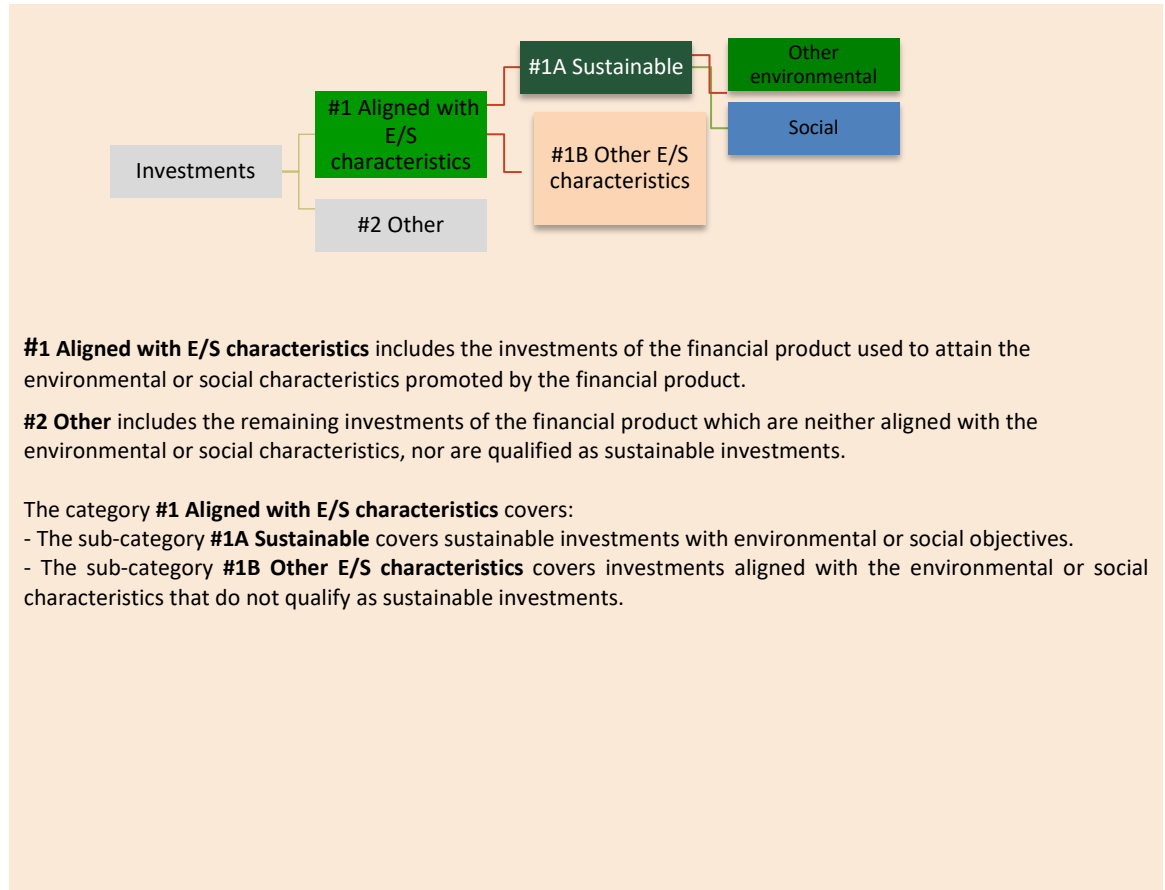 #1A Sustainable
Other
environmental
#1 Aligned with
E/S
characteristics
Social
#1B Other E/S
characteristics
Investments
#2 Other
#1 Aligned with E/S characteristics includes the investments of the financial product used to attain the
environmental or social characteristics promoted by the financial product.
#2 Other includes the remaining investments of the financial product which are neither aligned with the
environmental or social characteristics, nor are qualified as sustainable investments.
The category #1 Aligned with E/S characteristics covers:
- The sub-category #1A Sustainable covers sustainable investments with environmental or social objectives.
- The sub-category #1B Other E/S characteristics covers investments aligned with the environmental or social
characteristics that do not qualify as sustainable investments.